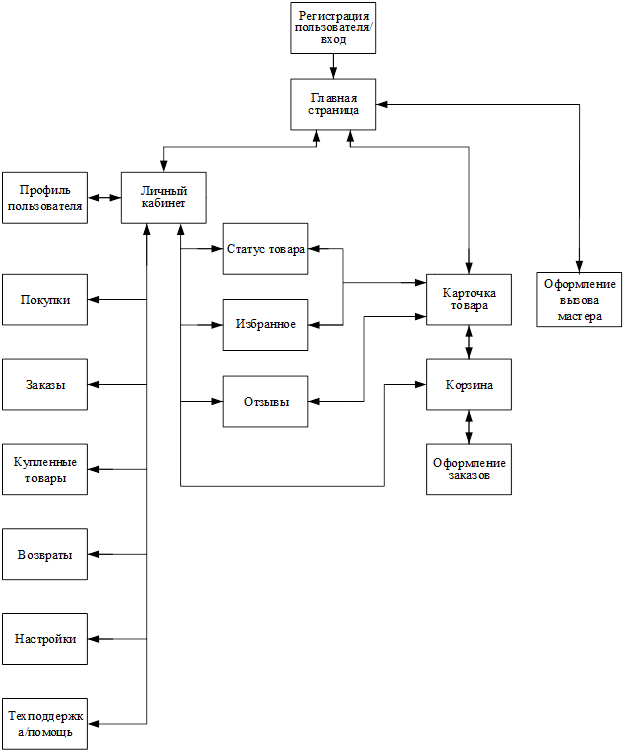 Регистрация
пользователя/
вход
Главная
страница
Профиль
пользователя
Личный
кабинет
Статус товара
Покупки
Избранное
Карточка
товара
Оформление
вызова
мастера
Заказы
Отзывы
Корзина
Купленные
товары
Оформление
заказов
Возвраты
Настройки
Техподдержк
а/помощь